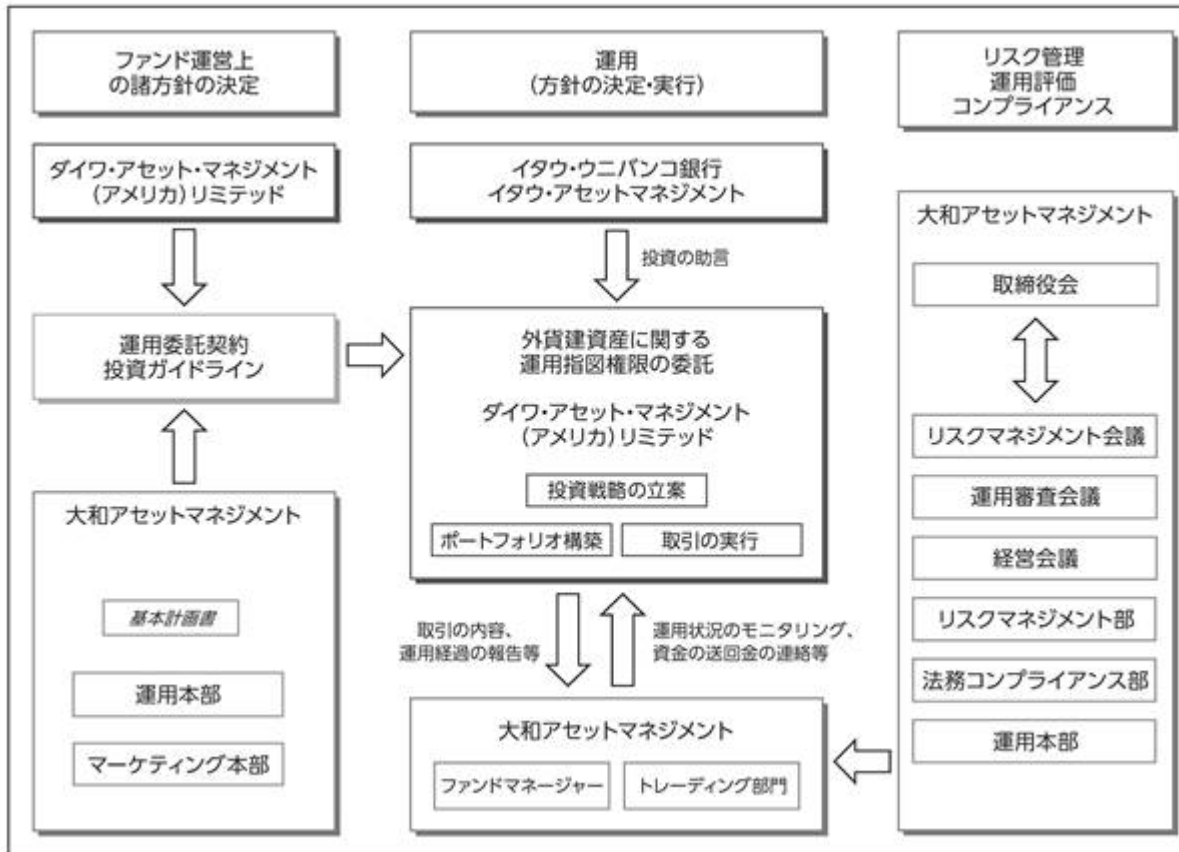 ファンド運営上
の諸方針の決定
運用
(方針の決定・実行)
リスク管理
運用評価
コンプライアンス
ダイワ・アセット・マネジメント
(アメリカ)リミテッド
イタウ・ウニバンコ銀行
イタウ・アセットマネジメント
投資の助言
運用委託契約
投資ガイドライン
外貨建資産に関する
運用指図権限の委託
ダイワ・アセット・マネジメント
(アメリカ)リミテッド
投資戦略の立案
ポートフォリオ構築
取引の実行
大和アセットマネジメント
基本計画書
運用本部
マーケティング本部
取引の内容、
運用経過の報告等
運用状況のモニタリング、
資金の送回金の連絡等
大和アセットマネジメント
ファンドマネージャー
トレーディング部門
大和アセットマネジメント
取締役会
リスクマネジメント会議
運用審査会議
経営会議
リスクマネジメント部
法務コンプライアンス部
運用本部